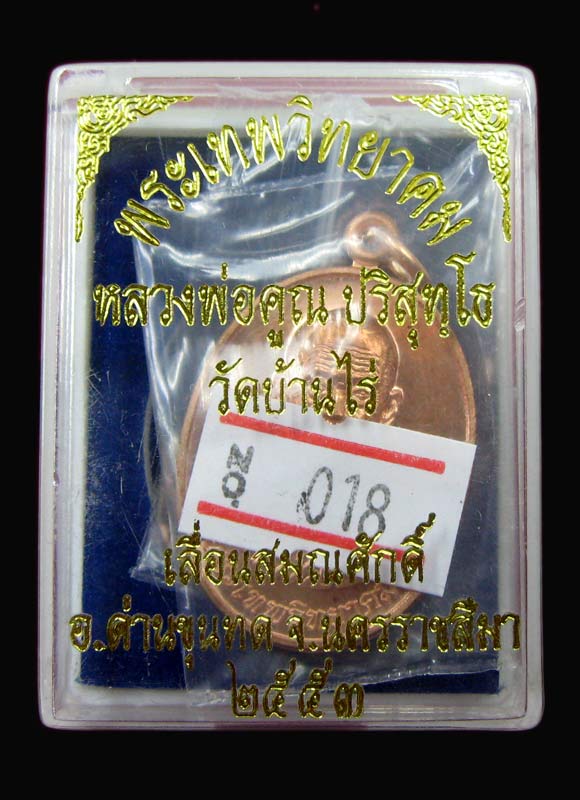 พระเทพวิทยาคม
หลวงพ่อคูณ ปริสุทฺโธ
วัดบ้านไร่
NO. 018
เลื่อนสมณศักดิ์
อ.ด่านขุนทด จ.นครราชสีมา
๒๕๕๓